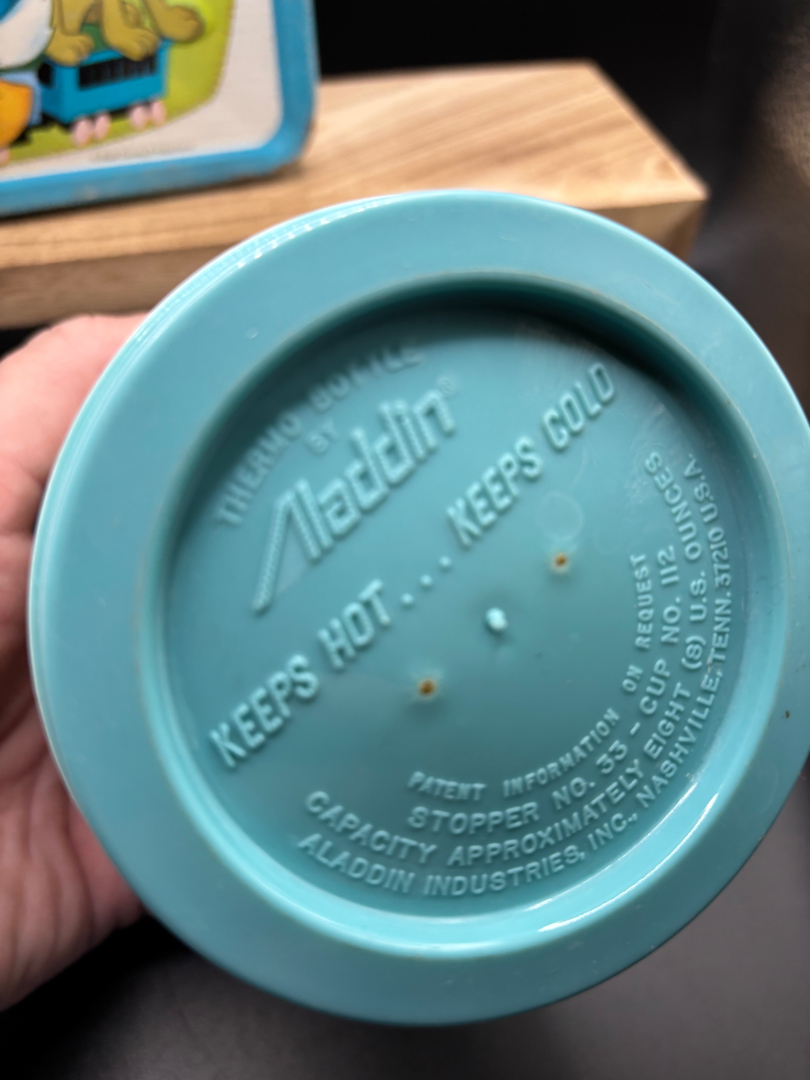 THERMO BOTTLE
BY
Aladdin®
KEEPS HOT . . . KEEPS COLD
PATENT INFORMATION ON REQUEST
STOPPER NO. 33 – CUP NO. 112
CAPACITY APPROXIMATELY EIGHT (8) U.S. OUNCES
ALADDIN INDUSTRIES, INC., NASHVILLE, TENN. 37210 U.S.A.